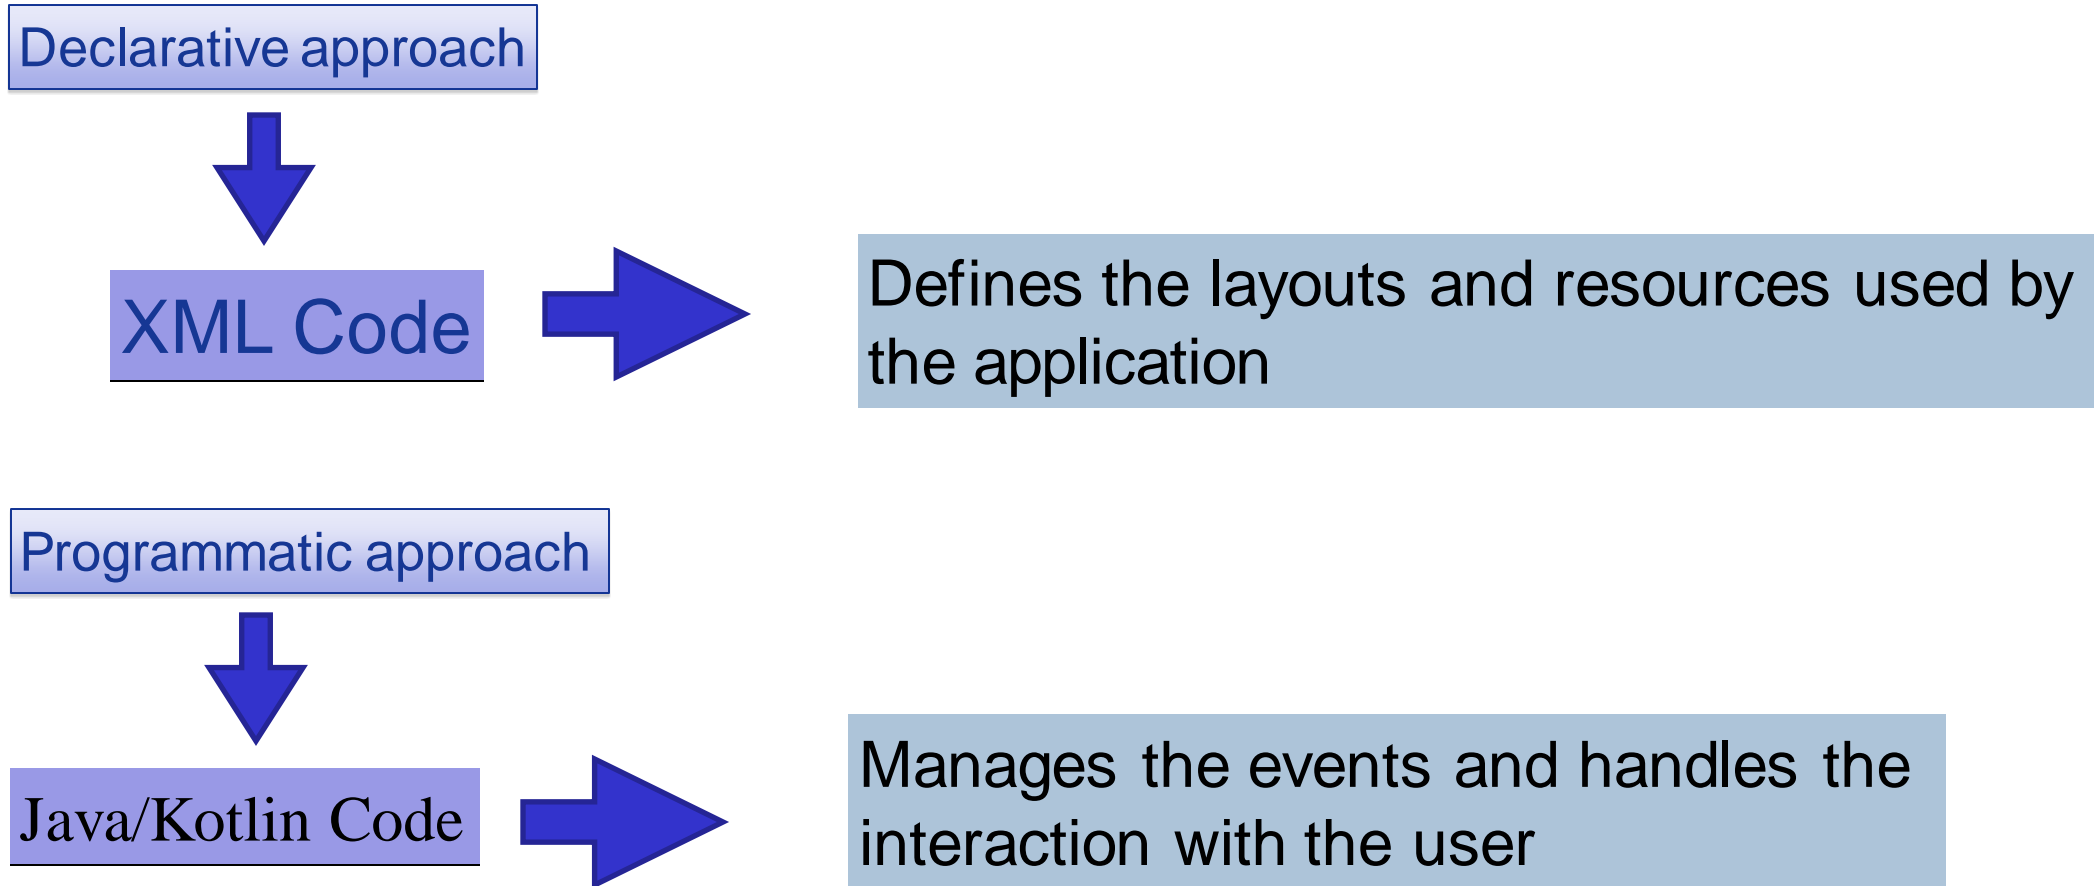 Declarative approach
XML Code
Defines the layouts and resources used by
the application
Programmatic approach
Java/Kotlin Code
Manages the events and handles the
interaction with the user